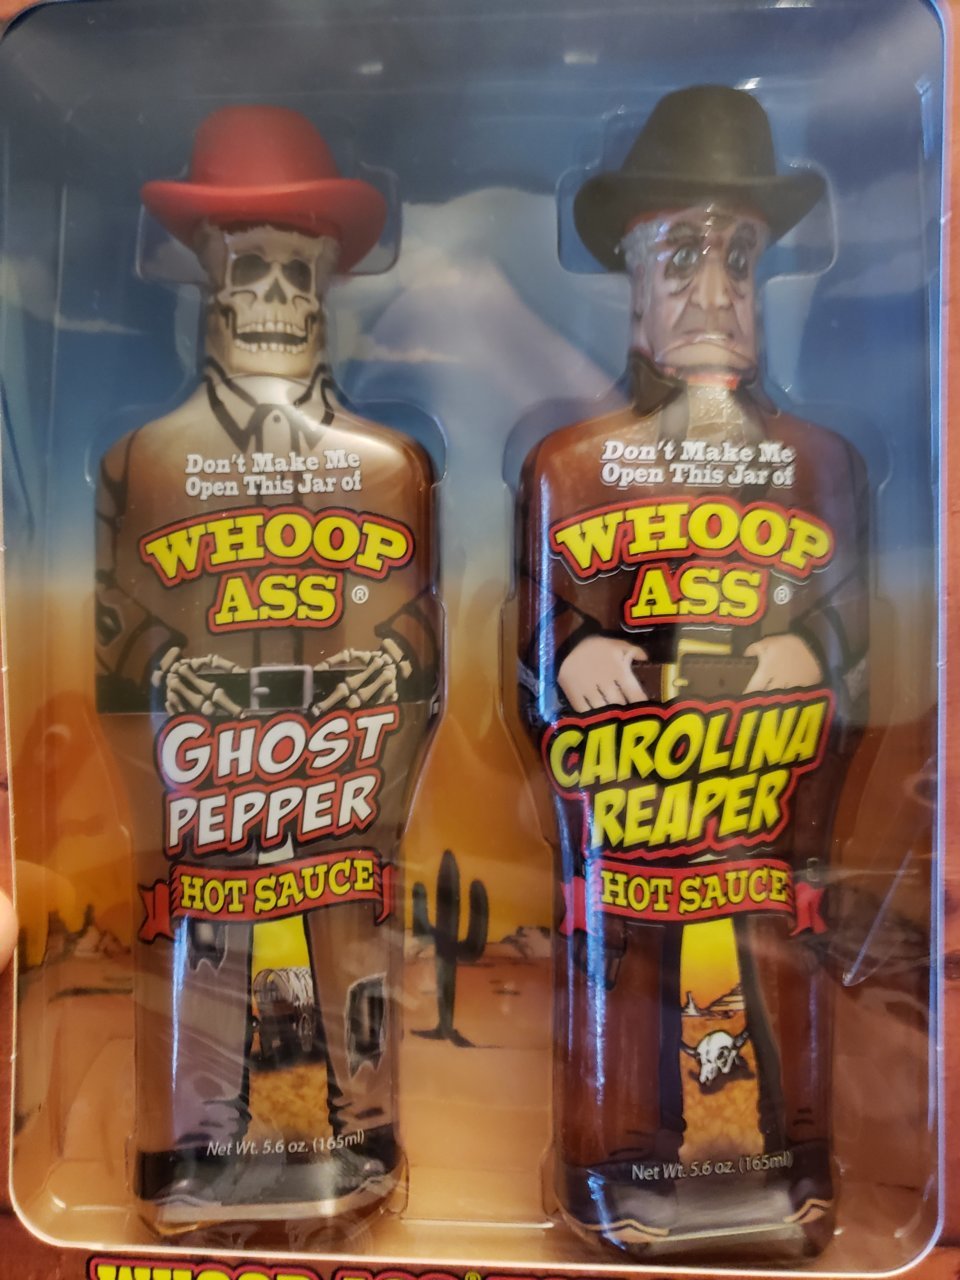 Don't Make Me
Open This Jar of
WHOOP
ASS®
GHOST
PEPPER
HOT SAUCE
Net Wt. 5.6 oz. (165ml)
Don't Make Me
Open This Jar of
WHOOP
ASS®
CAROLINA
REAPER
HOT SAUCE
Net Wt. 5.6 oz. (165ml)
WHOOP ASS®